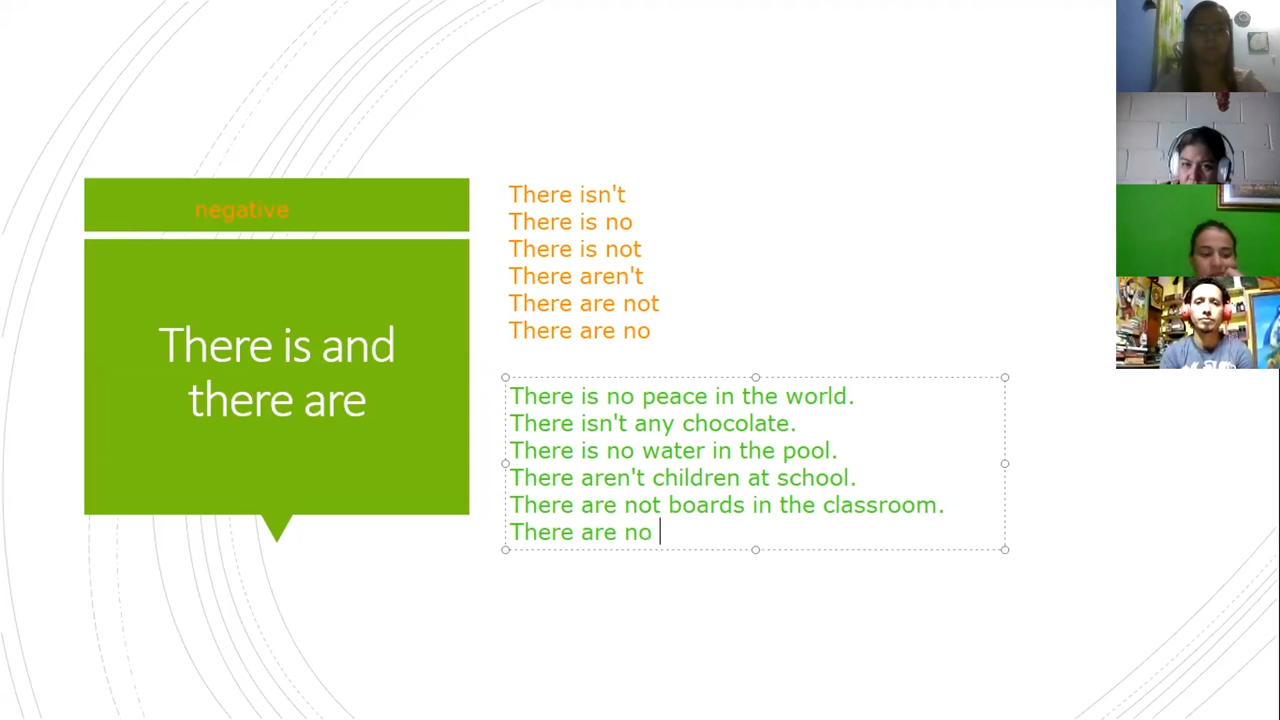 negative
There is and
there are
There isn't
There is no
There is not
There aren't
There are not
There are no
There is no peace in the world.
There isn't any chocolate.
There is no water in the pool.
There aren't children at school.
There are not boards in the classroom.
There are no